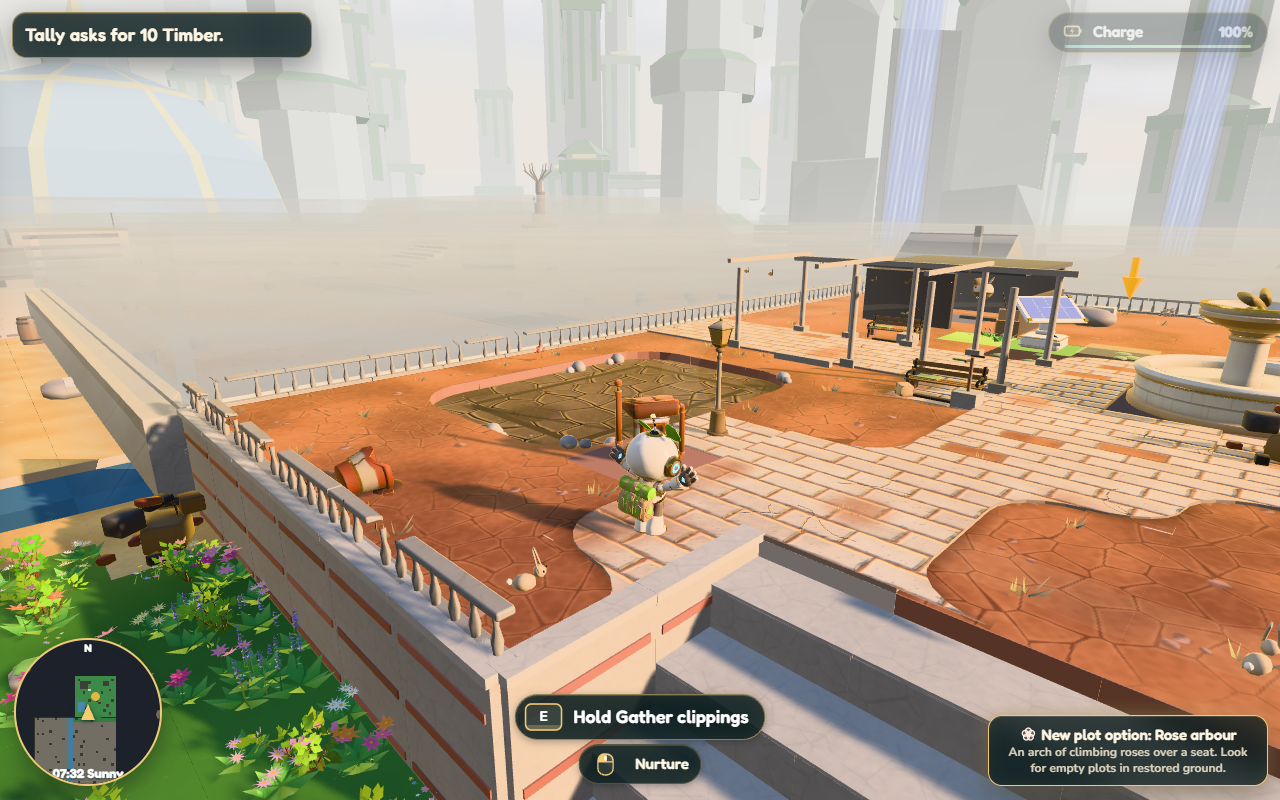 Tally asks for 10 Timber.
Charge 100%
N
07:32 Sunny
E Hold Gather clippings
Nurture
New plot option: Rose arbour
An arch of climbing roses over a seat. Look
for empty plots in restored ground.